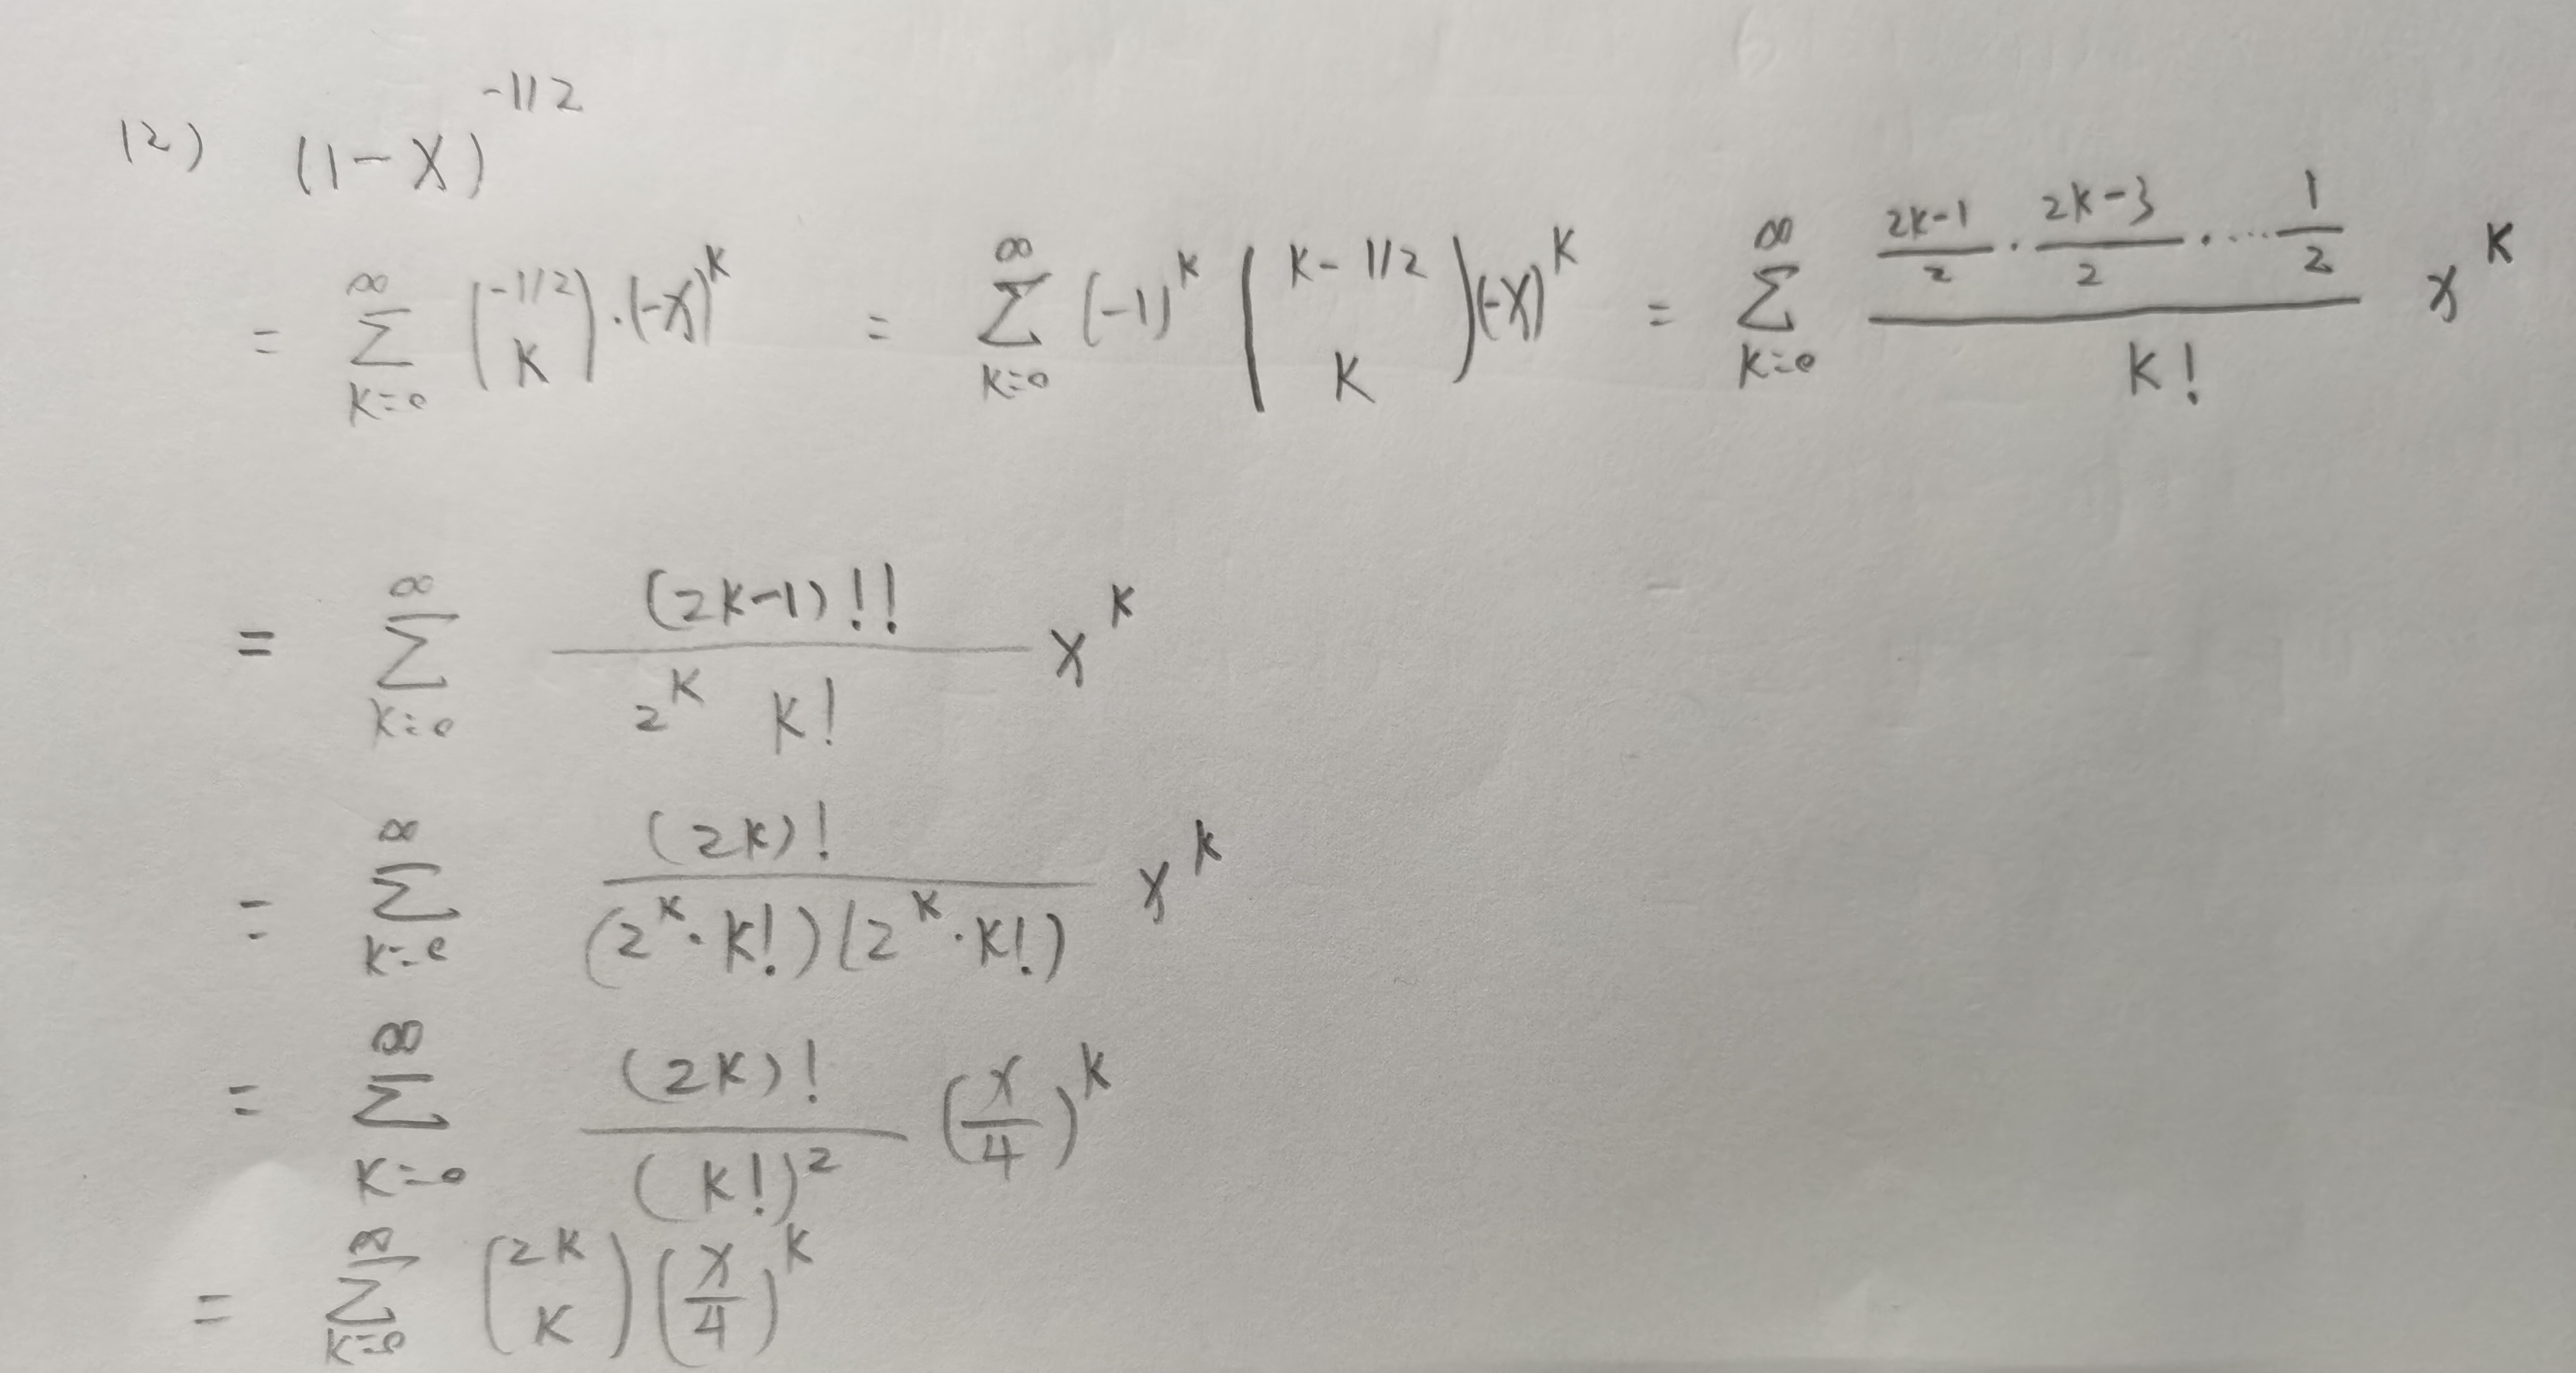 (2) $(1-x)^{-1/2}$
$= \sum_{k=0}^{\infty} \binom{-1/2}{k} \cdot (-x)^k = \sum_{k=0}^{\infty} (-1)^k \binom{k-1/2}{k} (-x)^k = \sum_{k=0}^{\infty} \frac{\frac{2k-1}{2} \cdot \frac{2k-3}{2} \cdot \cdots \frac{1}{2}}{k!} x^k$
$= \sum_{k=0}^{\infty} \frac{(2k-1)!!}{2^k \, k!} x^k$
$= \sum_{k=0}^{\infty} \frac{(2k)!}{(2^k \cdot k!)(2^k \cdot k!)} x^k$
$= \sum_{k=0}^{\infty} \frac{(2k)!}{(k!)^2} \left(\frac{x}{4}\right)^k$
$= \sum_{k=0}^{\infty} \binom{2k}{k} \left(\frac{x}{4}\right)^k$